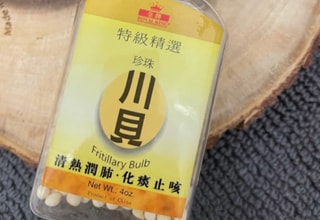 特級精選
珍珠
川貝
Fritillary Bulb
清熱潤肺·化痰止咳
Net Wt. 4oz.